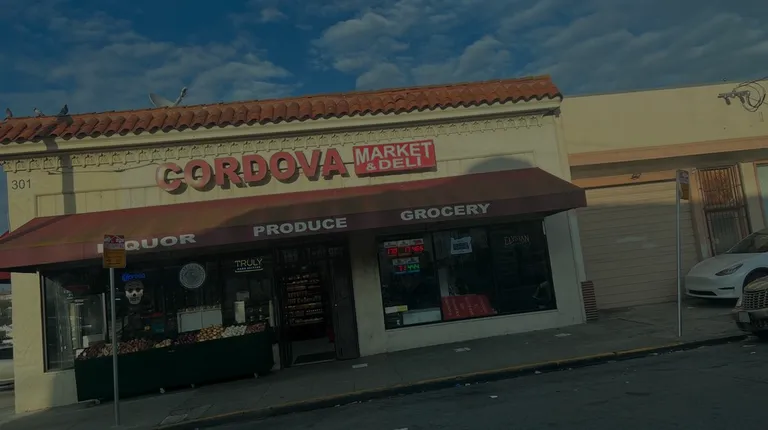 CORDOVA
MARKET
& DELI
301
LIQUOR
PRODUCE
GROCERY
TRULY